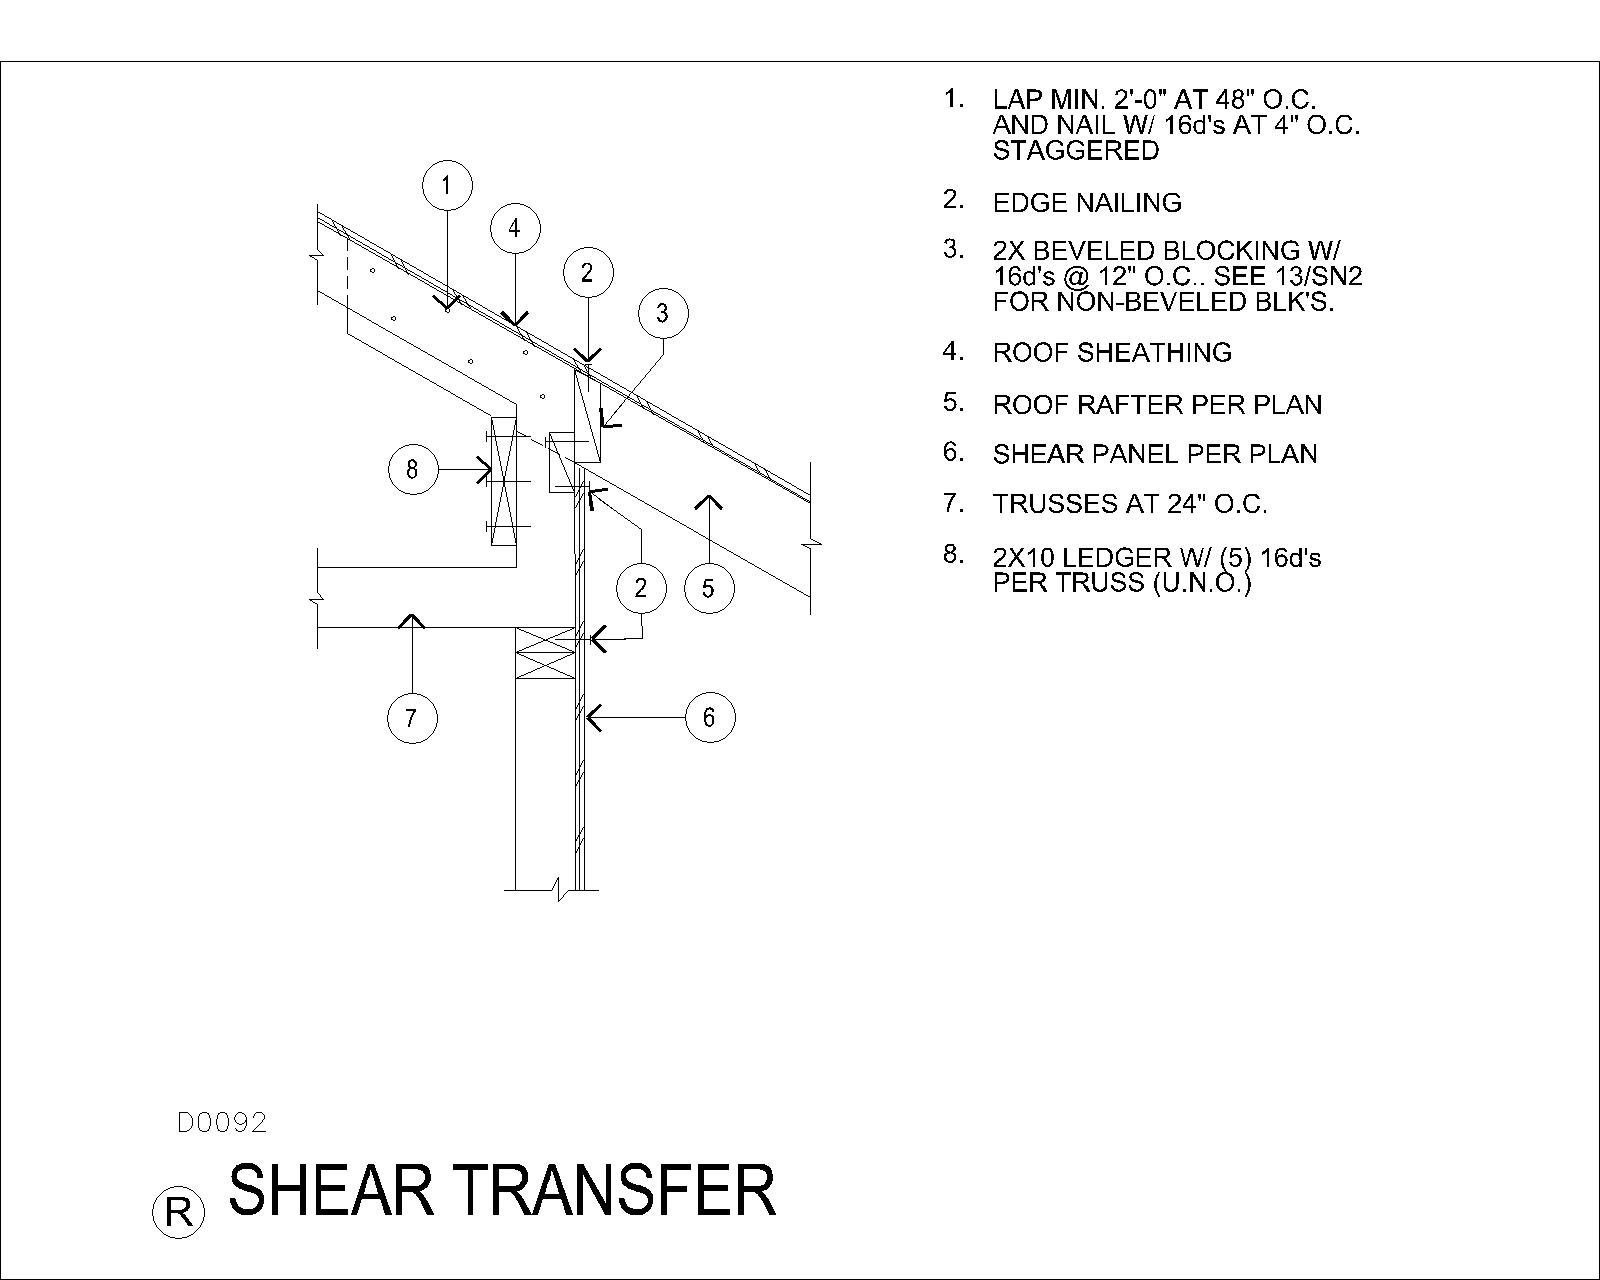 1. LAP MIN. 2'-0" AT 48" O.C.
AND NAIL W/ 16d's AT 4" O.C.
STAGGERED
2. EDGE NAILING
3. 2X BEVELED BLOCKING W/
16d's @ 12" O.C.. SEE 13/SN2
FOR NON-BEVELED BLK'S.
4. ROOF SHEATHING
5. ROOF RAFTER PER PLAN
6. SHEAR PANEL PER PLAN
7. TRUSSES AT 24" O.C.
8. 2X10 LEDGER W/ (5) 16d's
PER TRUSS (U.N.O.)
1
4
2
3
8
2
5
7
6
D0092
R SHEAR TRANSFER